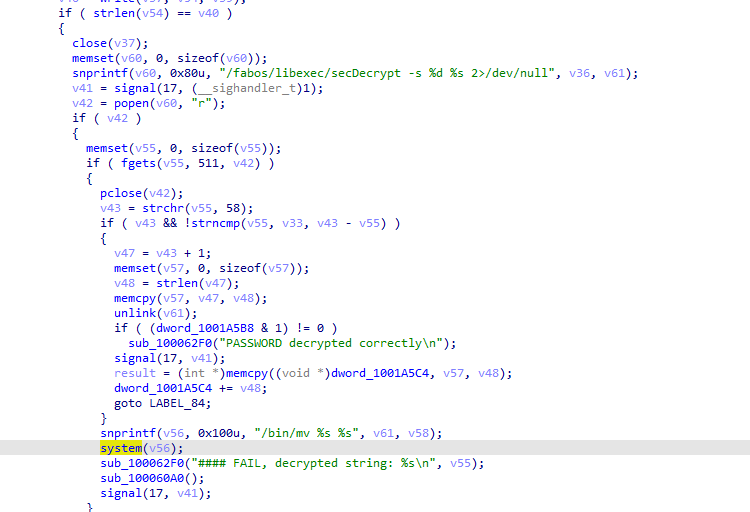 if ( strlen(v54) == v40 )
{
close(v37);
memset(v60, 0, sizeof(v60));
snprintf(v60, 0x80u, "/fabos/libexec/secDecrypt -s %d %s 2>/dev/null", v36, v61);
v41 = signal(17, (__sighandler_t)1);
v42 = popen(v60, "r");
if ( v42 )
{
memset(v55, 0, sizeof(v55));
if ( fgets(v55, 511, v42) )
{
pclose(v42);
v43 = strchr(v55, 58);
if ( v43 && !strncmp(v55, v33, v43 - v55) )
{
v47 = v43 + 1;
memset(v57, 0, sizeof(v57));
v48 = strlen(v47);
memcpy(v57, v47, v48);
unlink(v61);
if ( (dword_1001A5B8 & 1) != 0 )
sub_100062F0("PASSWORD decrypted correctly\n");
signal(17, v41);
result = (int *)memcpy((void *)dword_1001A5C4, v57, v48);
dword_1001A5C4 += v48;
goto LABEL_84;
}
snprintf(v56, 0x100u, "/bin/mv %s %s", v61, v58);
system(v56);
sub_100062F0("#### FAIL, decrypted string: %s\n", v55);
sub_100060A0();
signal(17, v41);
}